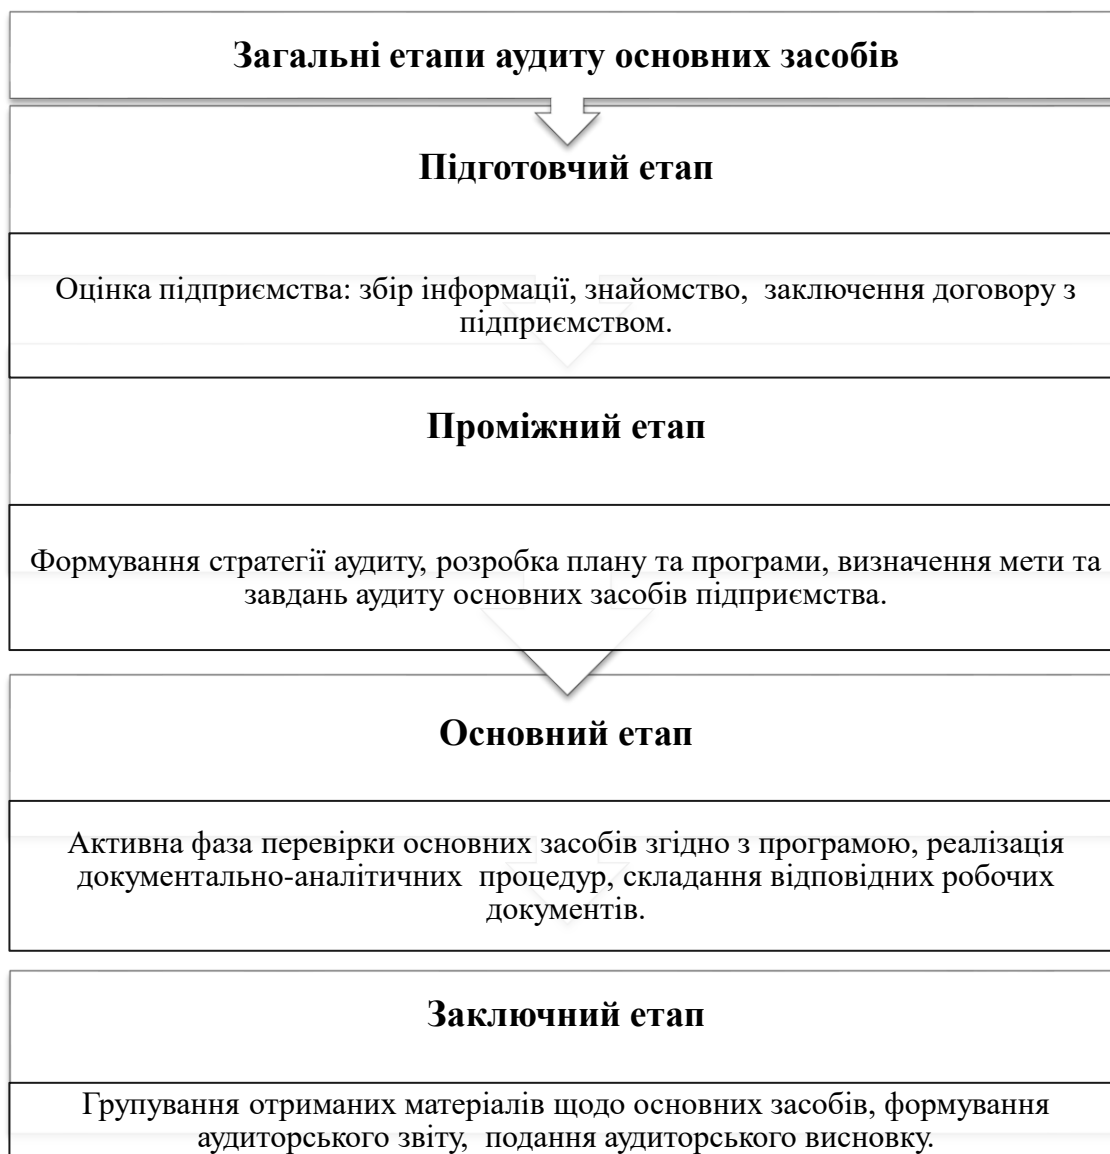 Загальні етапи аудиту основних засобів
Підготовчий етап
Оцінка підприємства: збір інформації, знайомство, заключення договору з
підприємством.
Проміжний етап
Формування стратегії аудиту, розробка плану та програми, визначення мети та
завдань аудиту основних засобів підприємства.
Основний етап
Активна фаза перевірки основних засобів згідно з програмою, реалізація
документально-аналітичних процедур, складання відповідних робочих
документів.
Заключний етап
Групування отриманих матеріалів щодо основних засобів, формування
аудиторського звіту, подання аудиторського висновку.